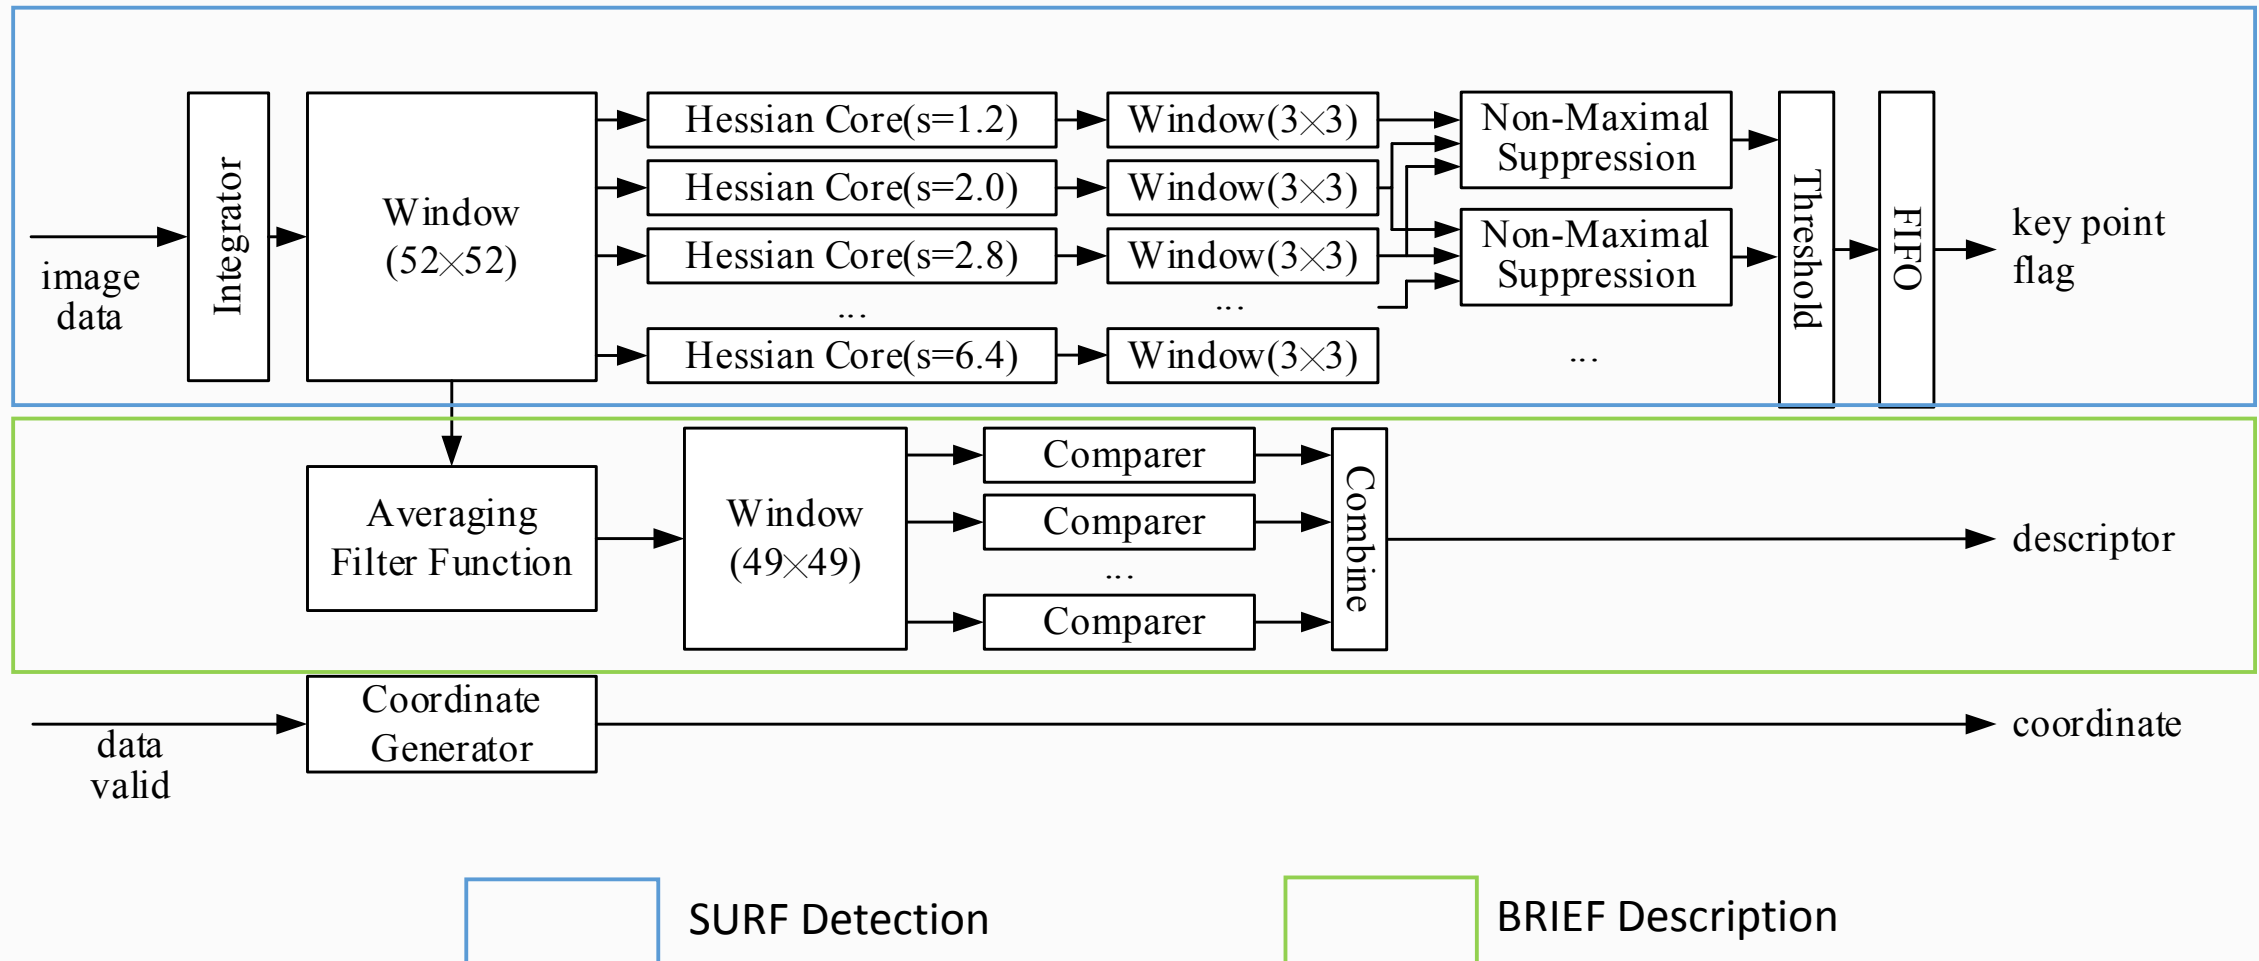 image
data
Integrator
Window
(52×52)
Hessian Core(s=1.2)
Hessian Core(s=2.0)
Hessian Core(s=2.8)
...
Hessian Core(s=6.4)
Window(3×3)
Window(3×3)
Window(3×3)
...
Window(3×3)
Non-Maximal
Suppression
Non-Maximal
Suppression
...
Threshold
FIFO
key point
flag
Averaging
Filter Function
Window
(49×49)
Comparer
Comparer
...
Comparer
Combine
descriptor
data
valid
Coordinate
Generator
coordinate
SURF Detection
BRIEF Description